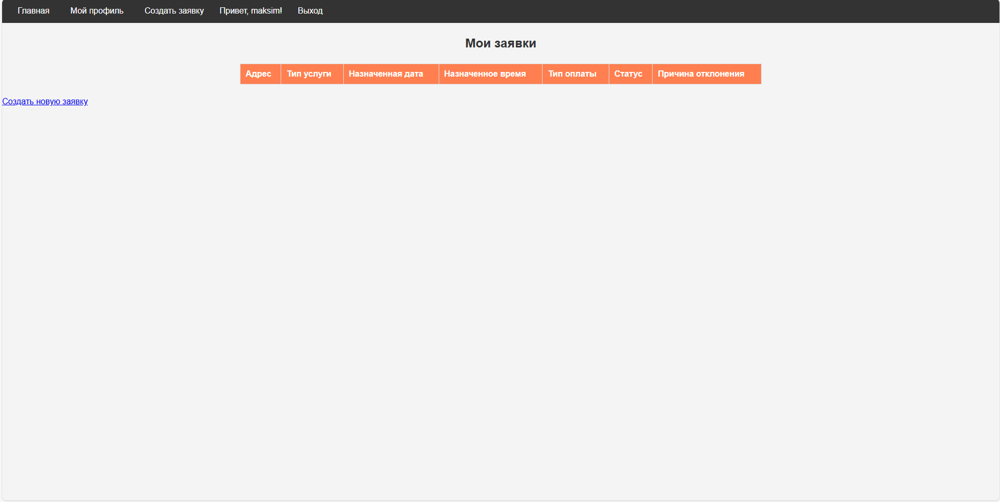 Главная Мой профиль Создать заявку Привет, maksim! Выход
Мои заявки
Адрес Тип услуги Назначенная дата Назначенное время Тип оплаты Статус Причина отклонения
Создать новую заявку